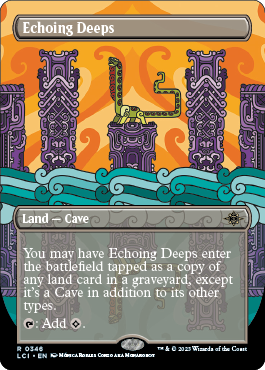 Echoing Deeps
Land — Cave
You may have Echoing Deeps enter
the battlefield tapped as a copy of
any land card in a graveyard, except
it's a Cave in addition to its other
types.
: Add .
R 0346
LCI • EN Mónica Robles Corzo aka Monarobot
™ & © 2023 Wizards of the Coast